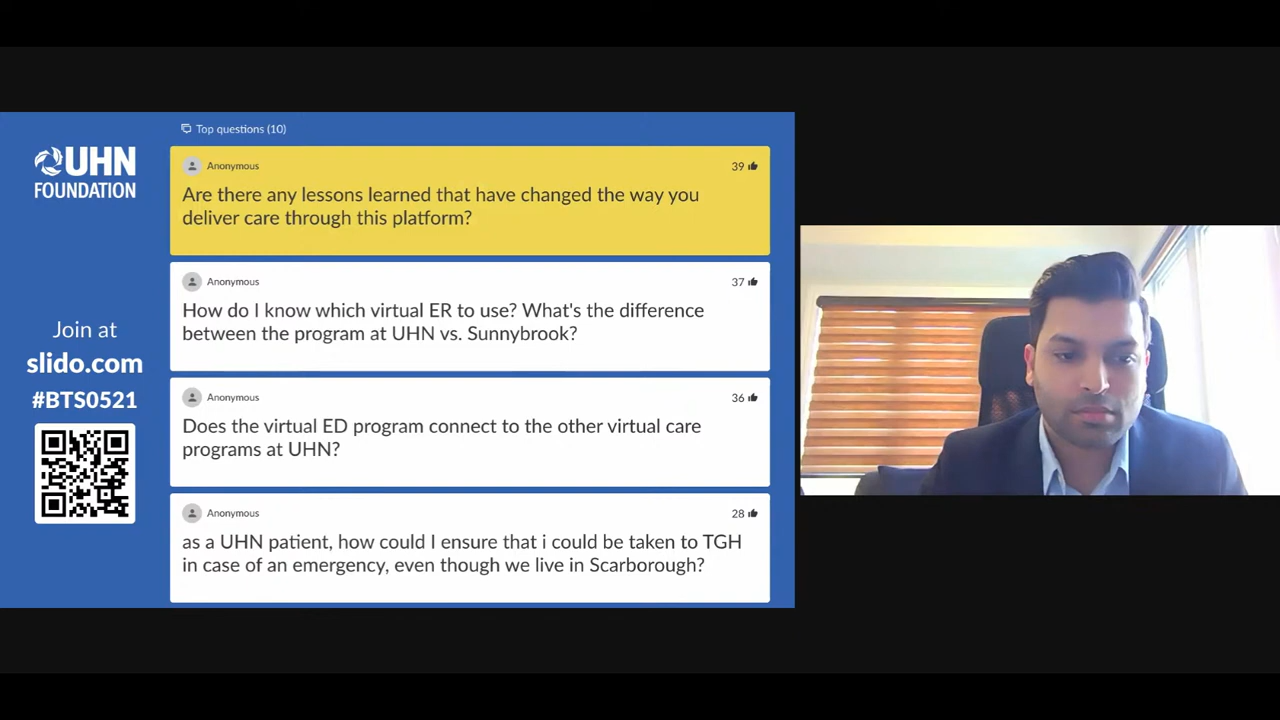 Top questions (10)
UHN
FOUNDATION
Join at
slido.com
#BTS0521
Anonymous
39
Are there any lessons learned that have changed the way you
deliver care through this platform?
Anonymous
37
How do I know which virtual ER to use? What's the difference
between the program at UHN vs. Sunnybrook?
Anonymous
36
Does the virtual ED program connect to the other virtual care
programs at UHN?
Anonymous
28
as a UHN patient, how could I ensure that i could be taken to TGH
in case of an emergency, even though we live in Scarborough?